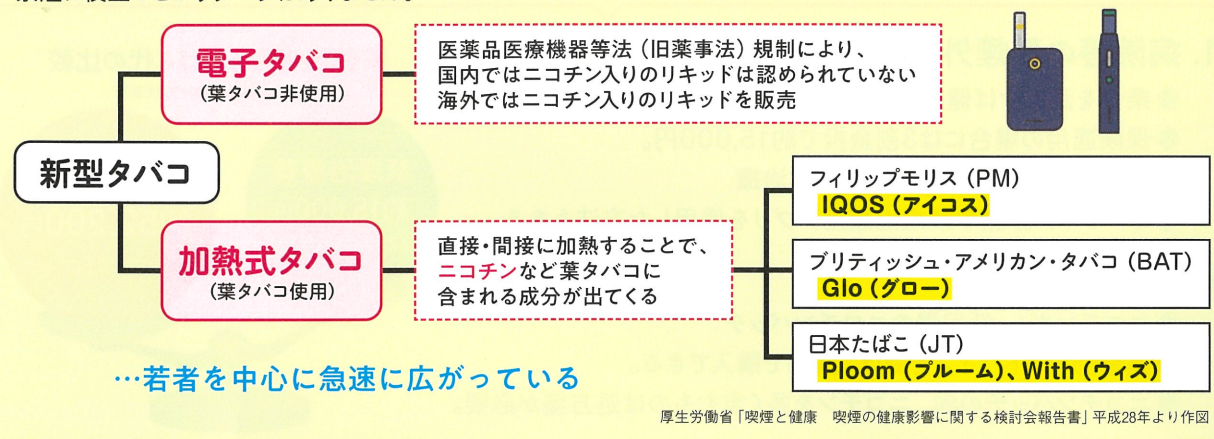 電子タバコ
(葉タバコ非使用)
医薬品医療機器等法(旧薬事法)規制により、
国内ではニコチン入りのリキッドは認められていない
海外ではニコチン入りのリキッドを販売
新型タバコ
加熱式タバコ
(葉タバコ使用)
直接・間接に加熱することで、
ニコチンなど葉タバコに
含まれる成分が出てくる
フィリップモリス(PM)
IQOS(アイコス)
ブリティッシュ・アメリカン・タバコ(BAT)
Glo(グロー)
日本たばこ(JT)
Ploom(プルーム)、With(ウィズ)
…若者を中心に急速に広がっている
厚生労働省「喫煙と健康 喫煙の健康影響に関する検討会報告書」平成28年より作図